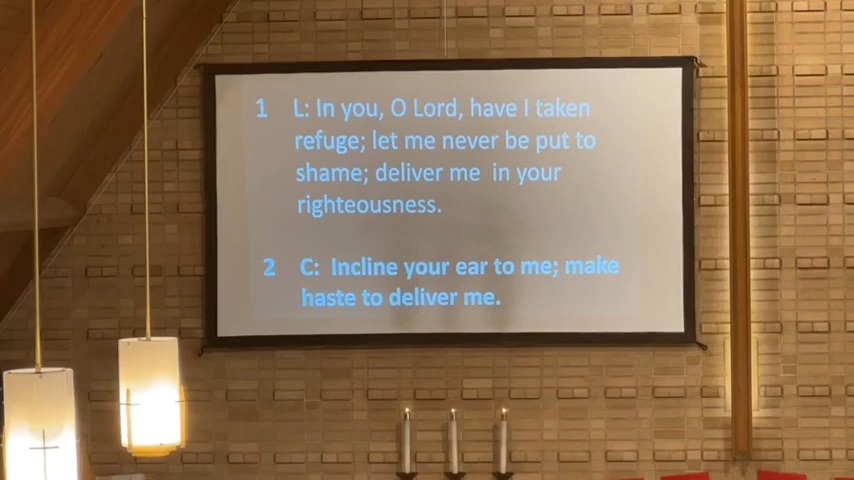 1 L: In you, O Lord, have I taken
refuge; let me never be put to
shame; deliver me in your
righteousness.
2 C: Incline your ear to me; make
haste to deliver me.